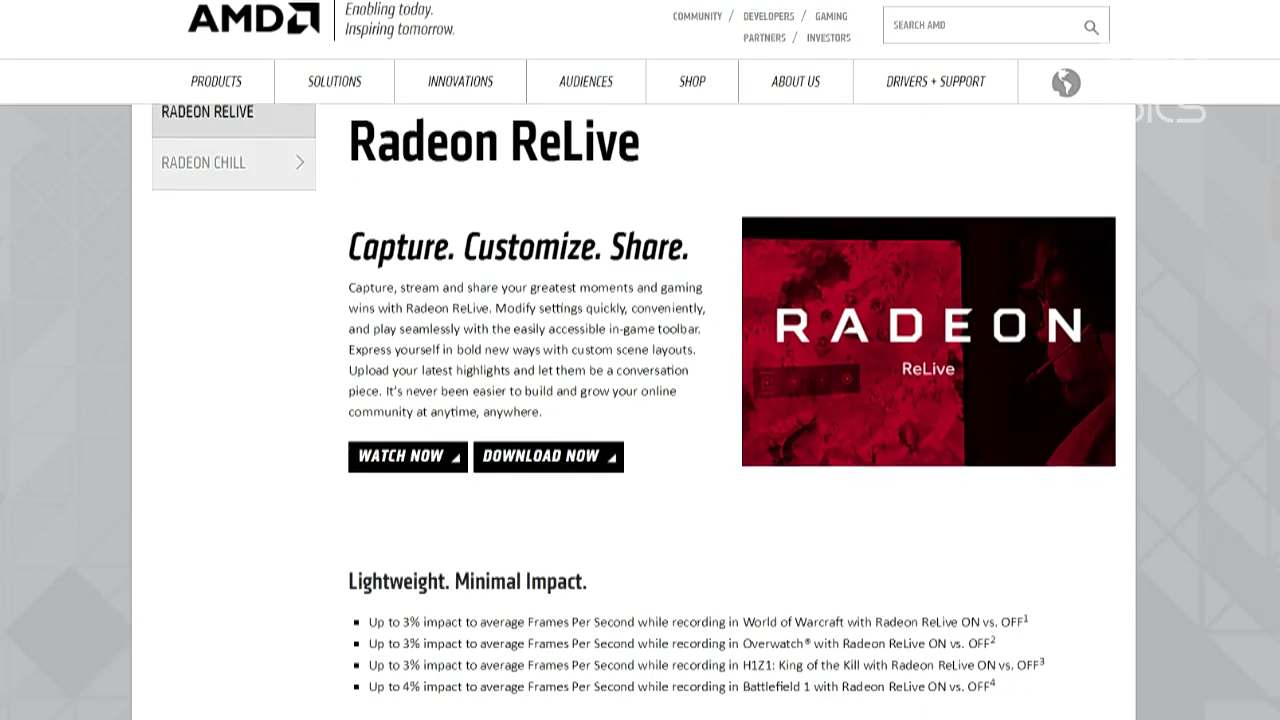 AMD
Enabling today.
Inspiring tomorrow.
COMMUNITY / DEVELOPERS / GAMING
PARTNERS / INVESTORS
SEARCH AMD
PRODUCTS SOLUTIONS INNOVATIONS AUDIENCES SHOP ABOUT US DRIVERS + SUPPORT
RADEON RELIVE
RADEON CHILL
Radeon ReLive
Capture. Customize. Share.
Capture, stream and share your greatest moments and gaming
wins with Radeon ReLive. Modify settings quickly, conveniently,
and play seamlessly with the easily accessible in-game toolbar.
Express yourself in bold new ways with custom scene layouts.
Upload your latest highlights and let them be a conversation
piece. It's never been easier to build and grow your online
community at anytime, anywhere.
WATCH NOW DOWNLOAD NOW
RADEON
ReLive
Lightweight. Minimal Impact.
▪ Up to 3% impact to average Frames Per Second while recording in World of Warcraft with Radeon ReLive ON vs. OFF¹
▪ Up to 3% impact to average Frames Per Second while recording in Overwatch® with Radeon ReLive ON vs. OFF²
▪ Up to 3% impact to average Frames Per Second while recording in H1Z1: King of the Kill with Radeon ReLive ON vs. OFF³
▪ Up to 4% impact to average Frames Per Second while recording in Battlefield 1 with Radeon ReLive ON vs. OFF⁴